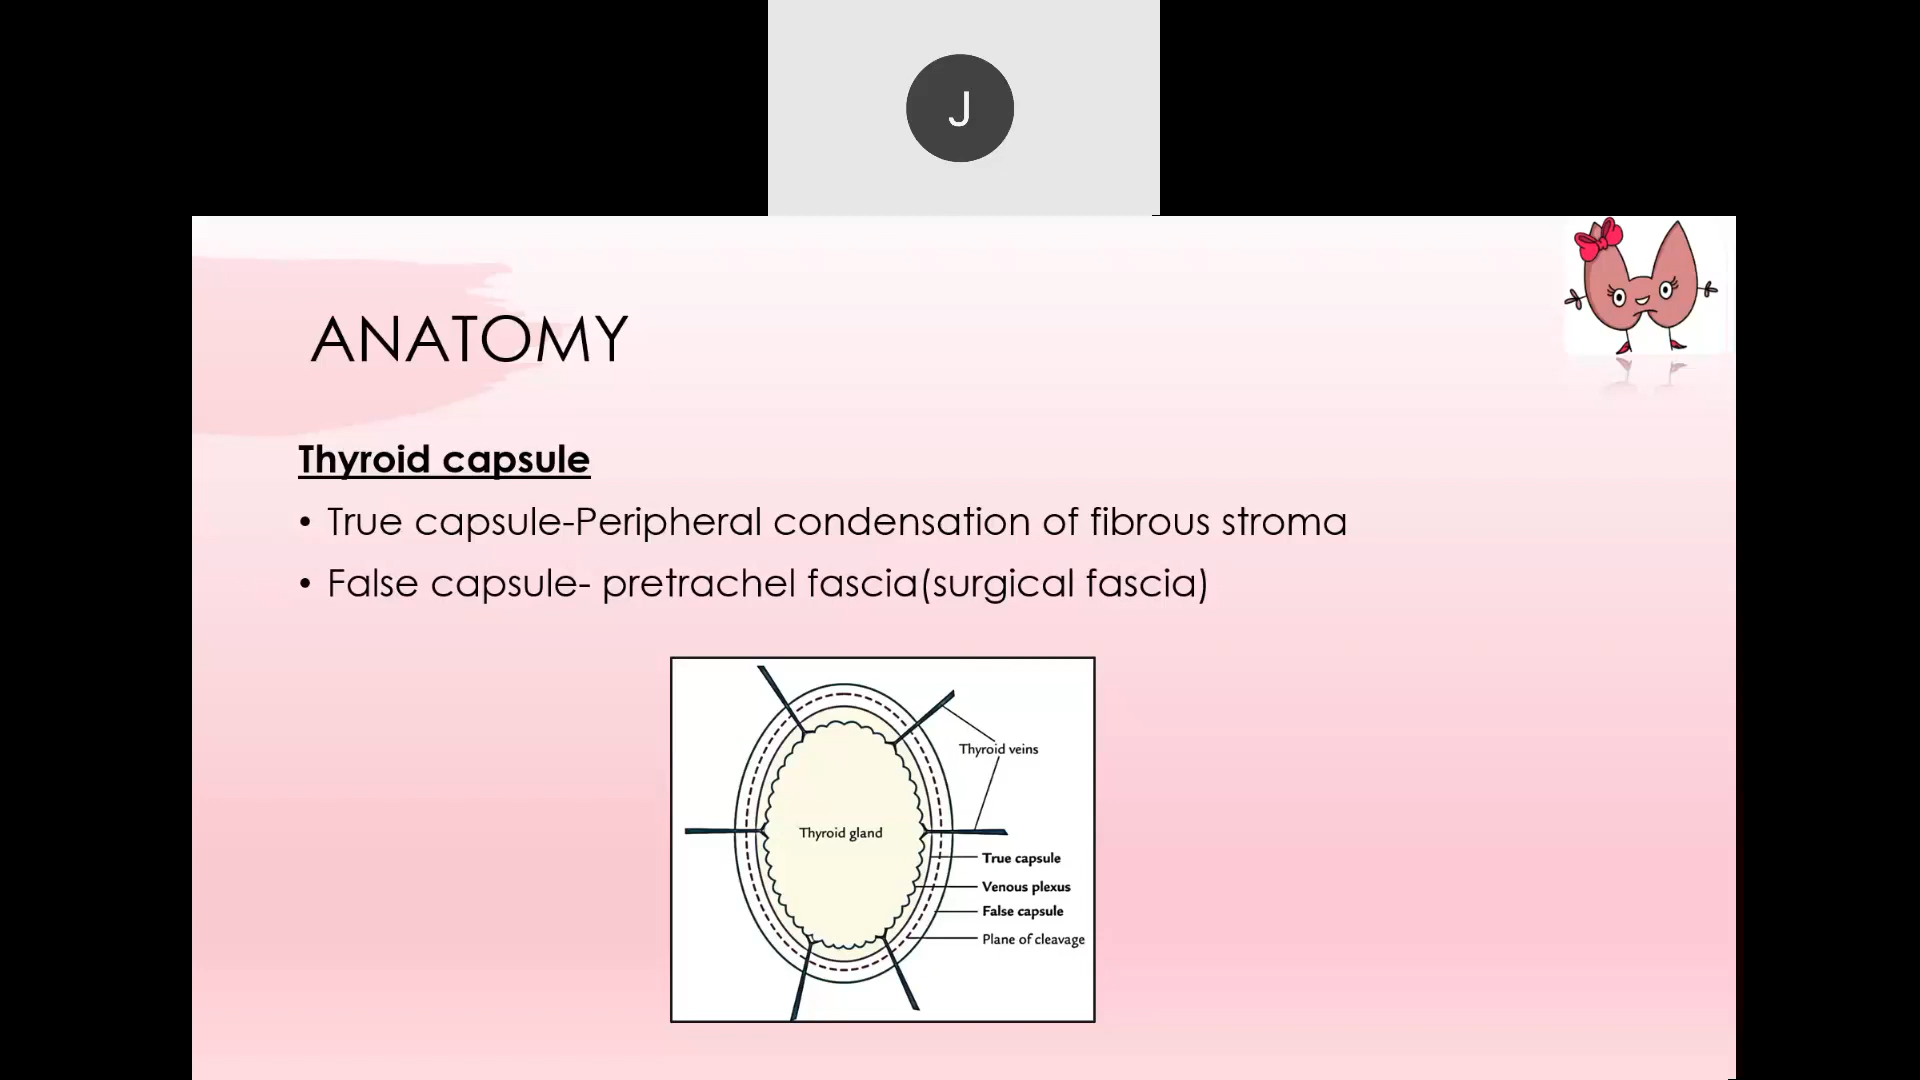 J
ANATOMY
Thyroid capsule
• True capsule-Peripheral condensation of fibrous stroma
• False capsule- pretrachel fascia(surgical fascia)
Thyroid veins
Thyroid gland
True capsule
Venous plexus
False capsule
Plane of cleavage